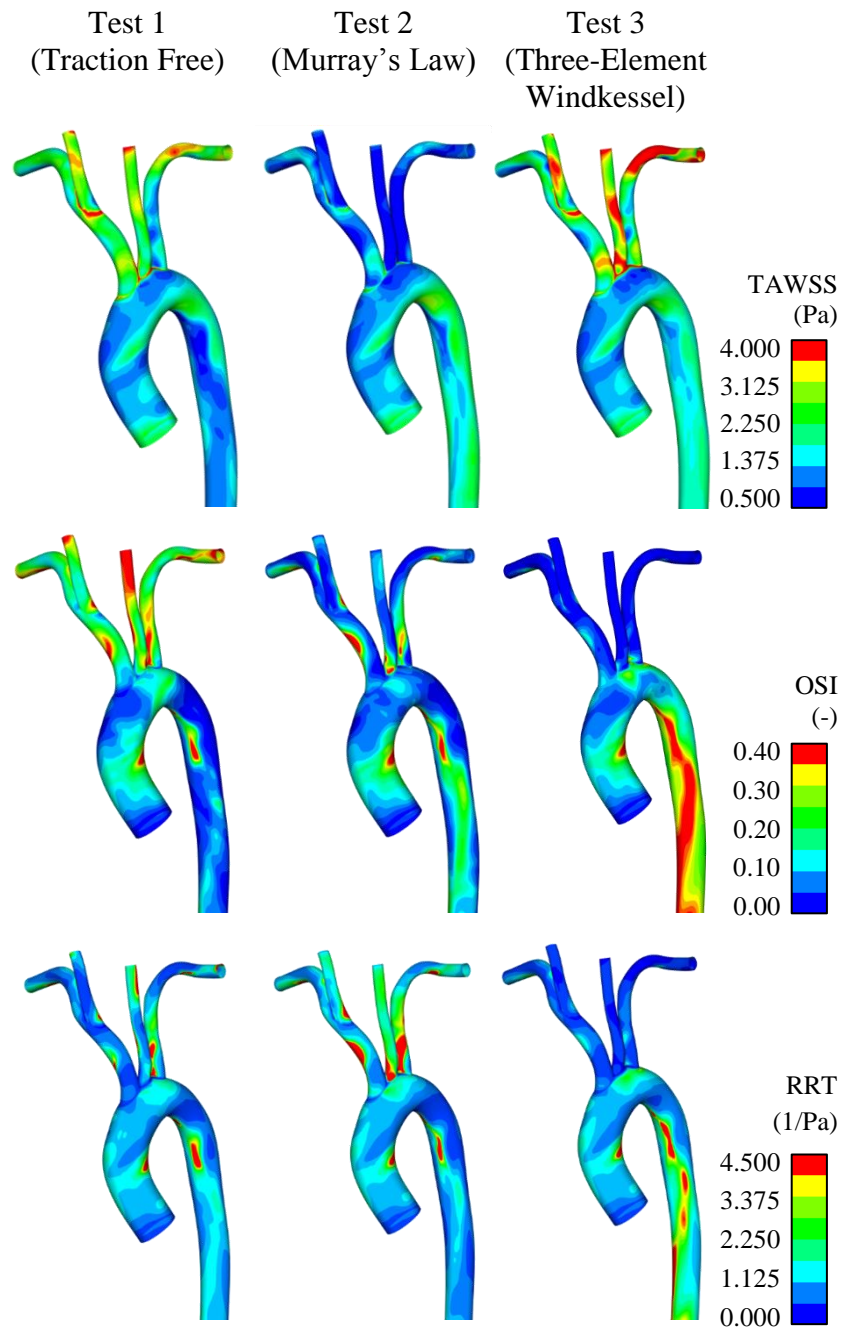 Test 1
(Traction Free)
Test 2
(Murray's Law)
Test 3
(Three-Element
Windkessel)
TAWSS
(Pa)
4.000
3.125
2.250
1.375
0.500
OSI
(-)
0.40
0.30
0.20
0.10
0.00
RRT
(1/Pa)
4.500
3.375
2.250
1.125
0.000